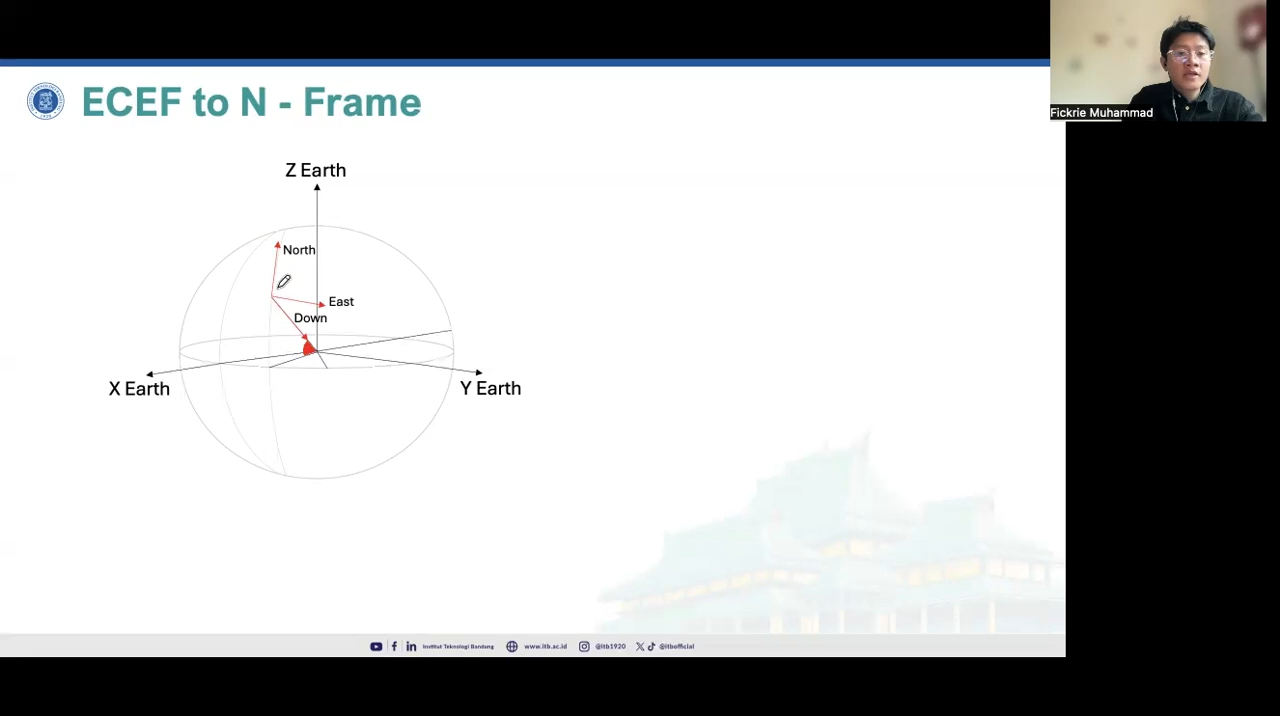 ECEF to N - Frame
Fickrie Muhammad
Z Earth
North
East
Down
X Earth
Y Earth
Institut Teknologi Bandung
www.itb.ac.id
@itb1920
@itbofficial